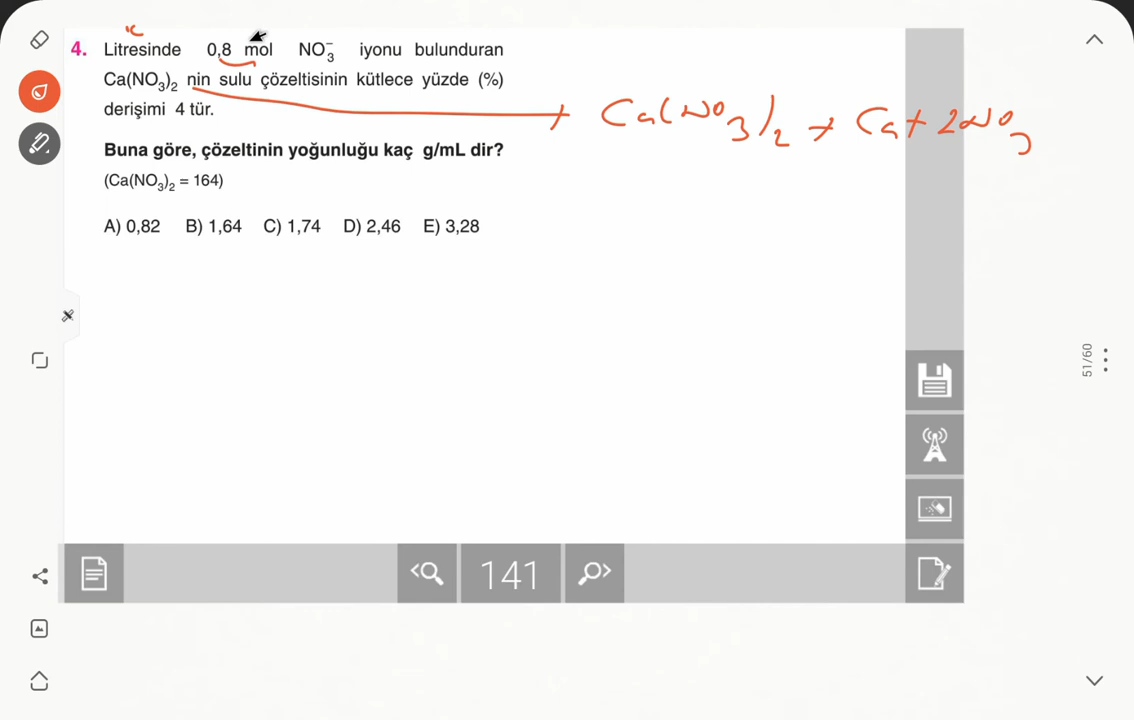 4. Litresinde 0,8 mol NO₃⁻ iyonu bulunduran
Ca(NO₃)₂ nin sulu çözeltisinin kütlece yüzde (%)
derişimi 4 tür.
Ca(NO₃)₂ → Ca + 2NO₃
Buna göre, çözeltinin yoğunluğu kaç g/mL dir?
(Ca(NO₃)₂ = 164)
A) 0,82 B) 1,64 C) 1,74 D) 2,46 E) 3,28
51/60
141